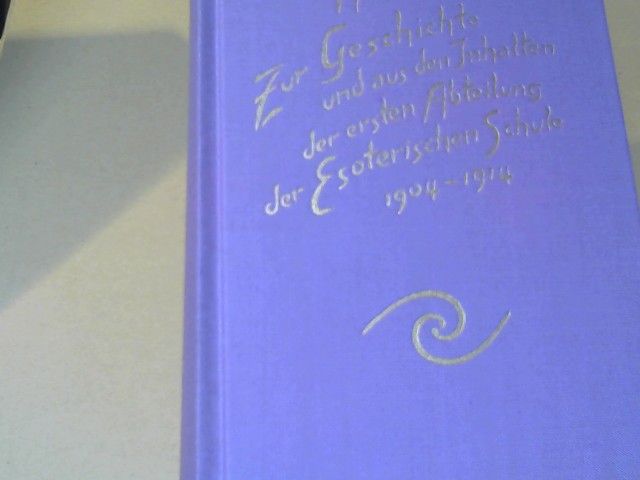 Zur Geschichte
und aus den Inhalten
der ersten Abteilung
der Esoterischen Schule
1904-1914